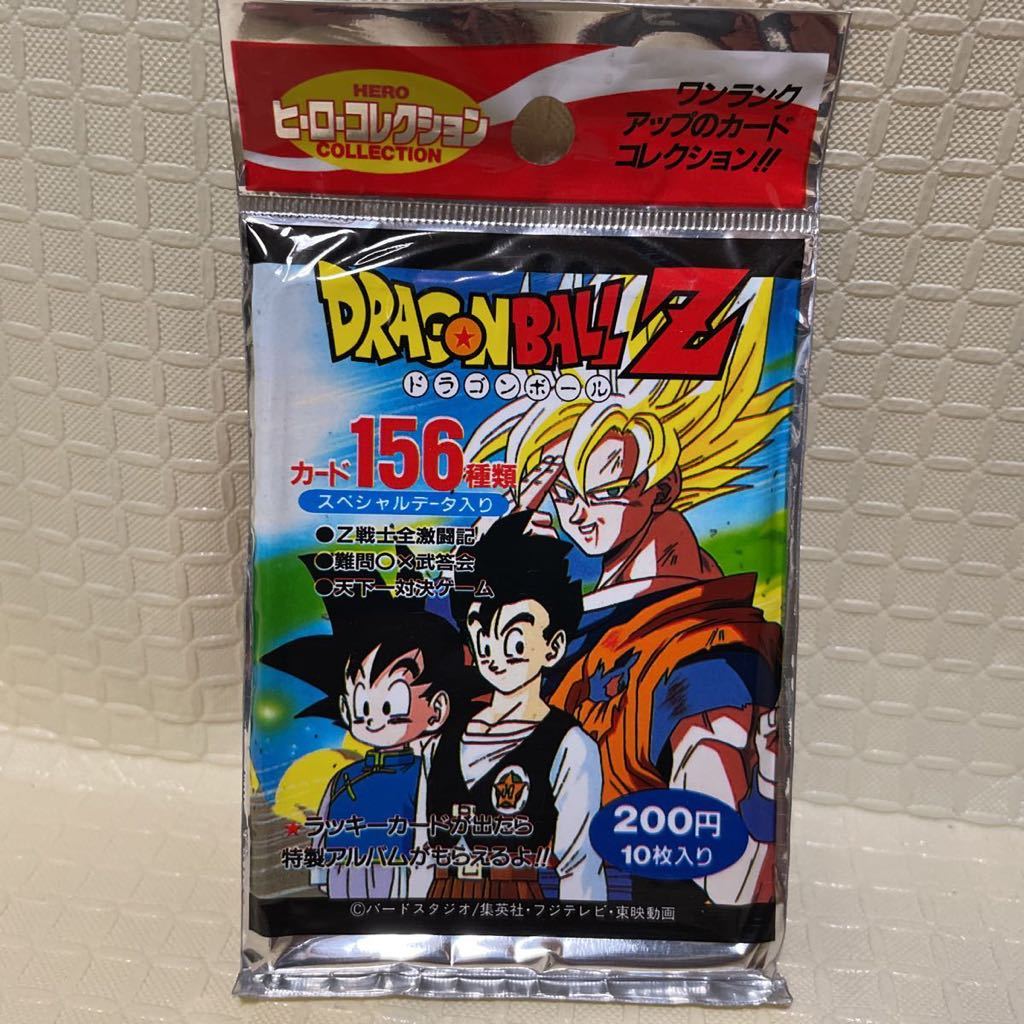 HERO
ヒーローコレクション
COLLECTION
ワンランク
アップのカード
コレクション!!
DRAGONBALL Z
ドラゴンボール
カード156種類
スペシャルデータ入り
●Z戦士全激闘記
●難問○×武答会
●天下一対決ゲーム
★ラッキーカードが出たら
特製アルバムがもらえるよ!!
200円
10枚入り
©バードスタジオ/集英社・フジテレビ・東映動画